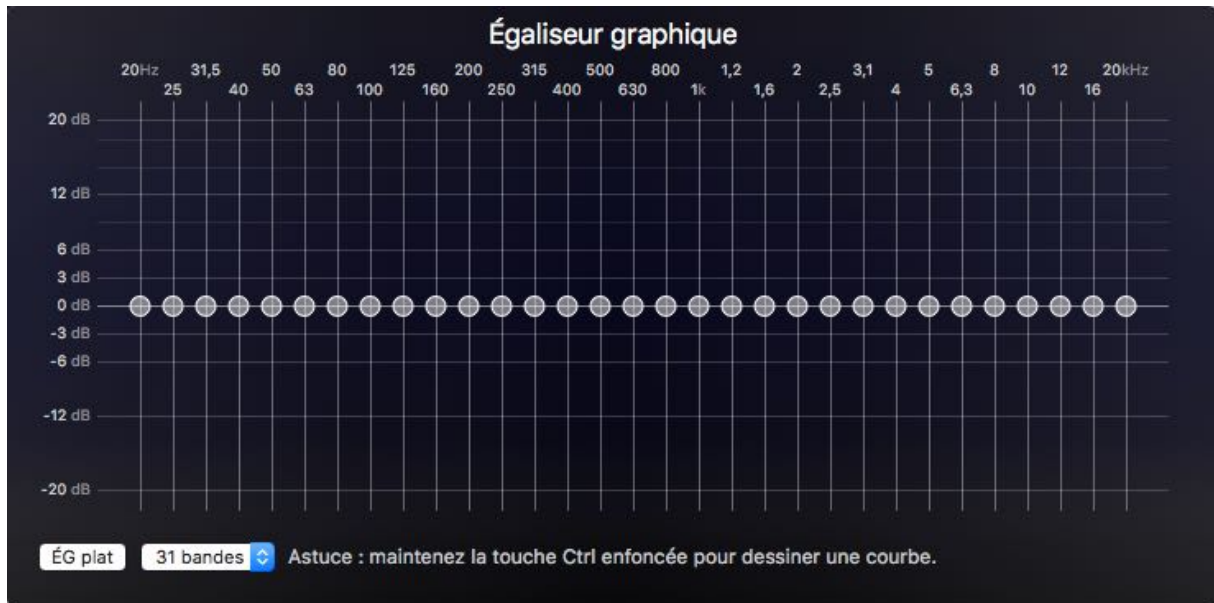 Égaliseur graphique
20Hz 31,5 50 80 125 200 315 500 800 1,2 2 3,1 5 8 12 20kHz
25 40 63 100 160 250 400 630 1k 1,6 2,5 4 6,3 10 16
20 dB
12 dB
6 dB
3 dB
0 dB
-3 dB
-6 dB
-12 dB
-20 dB
ÉG plat 31 bandes Astuce : maintenez la touche Ctrl enfoncée pour dessiner une courbe.